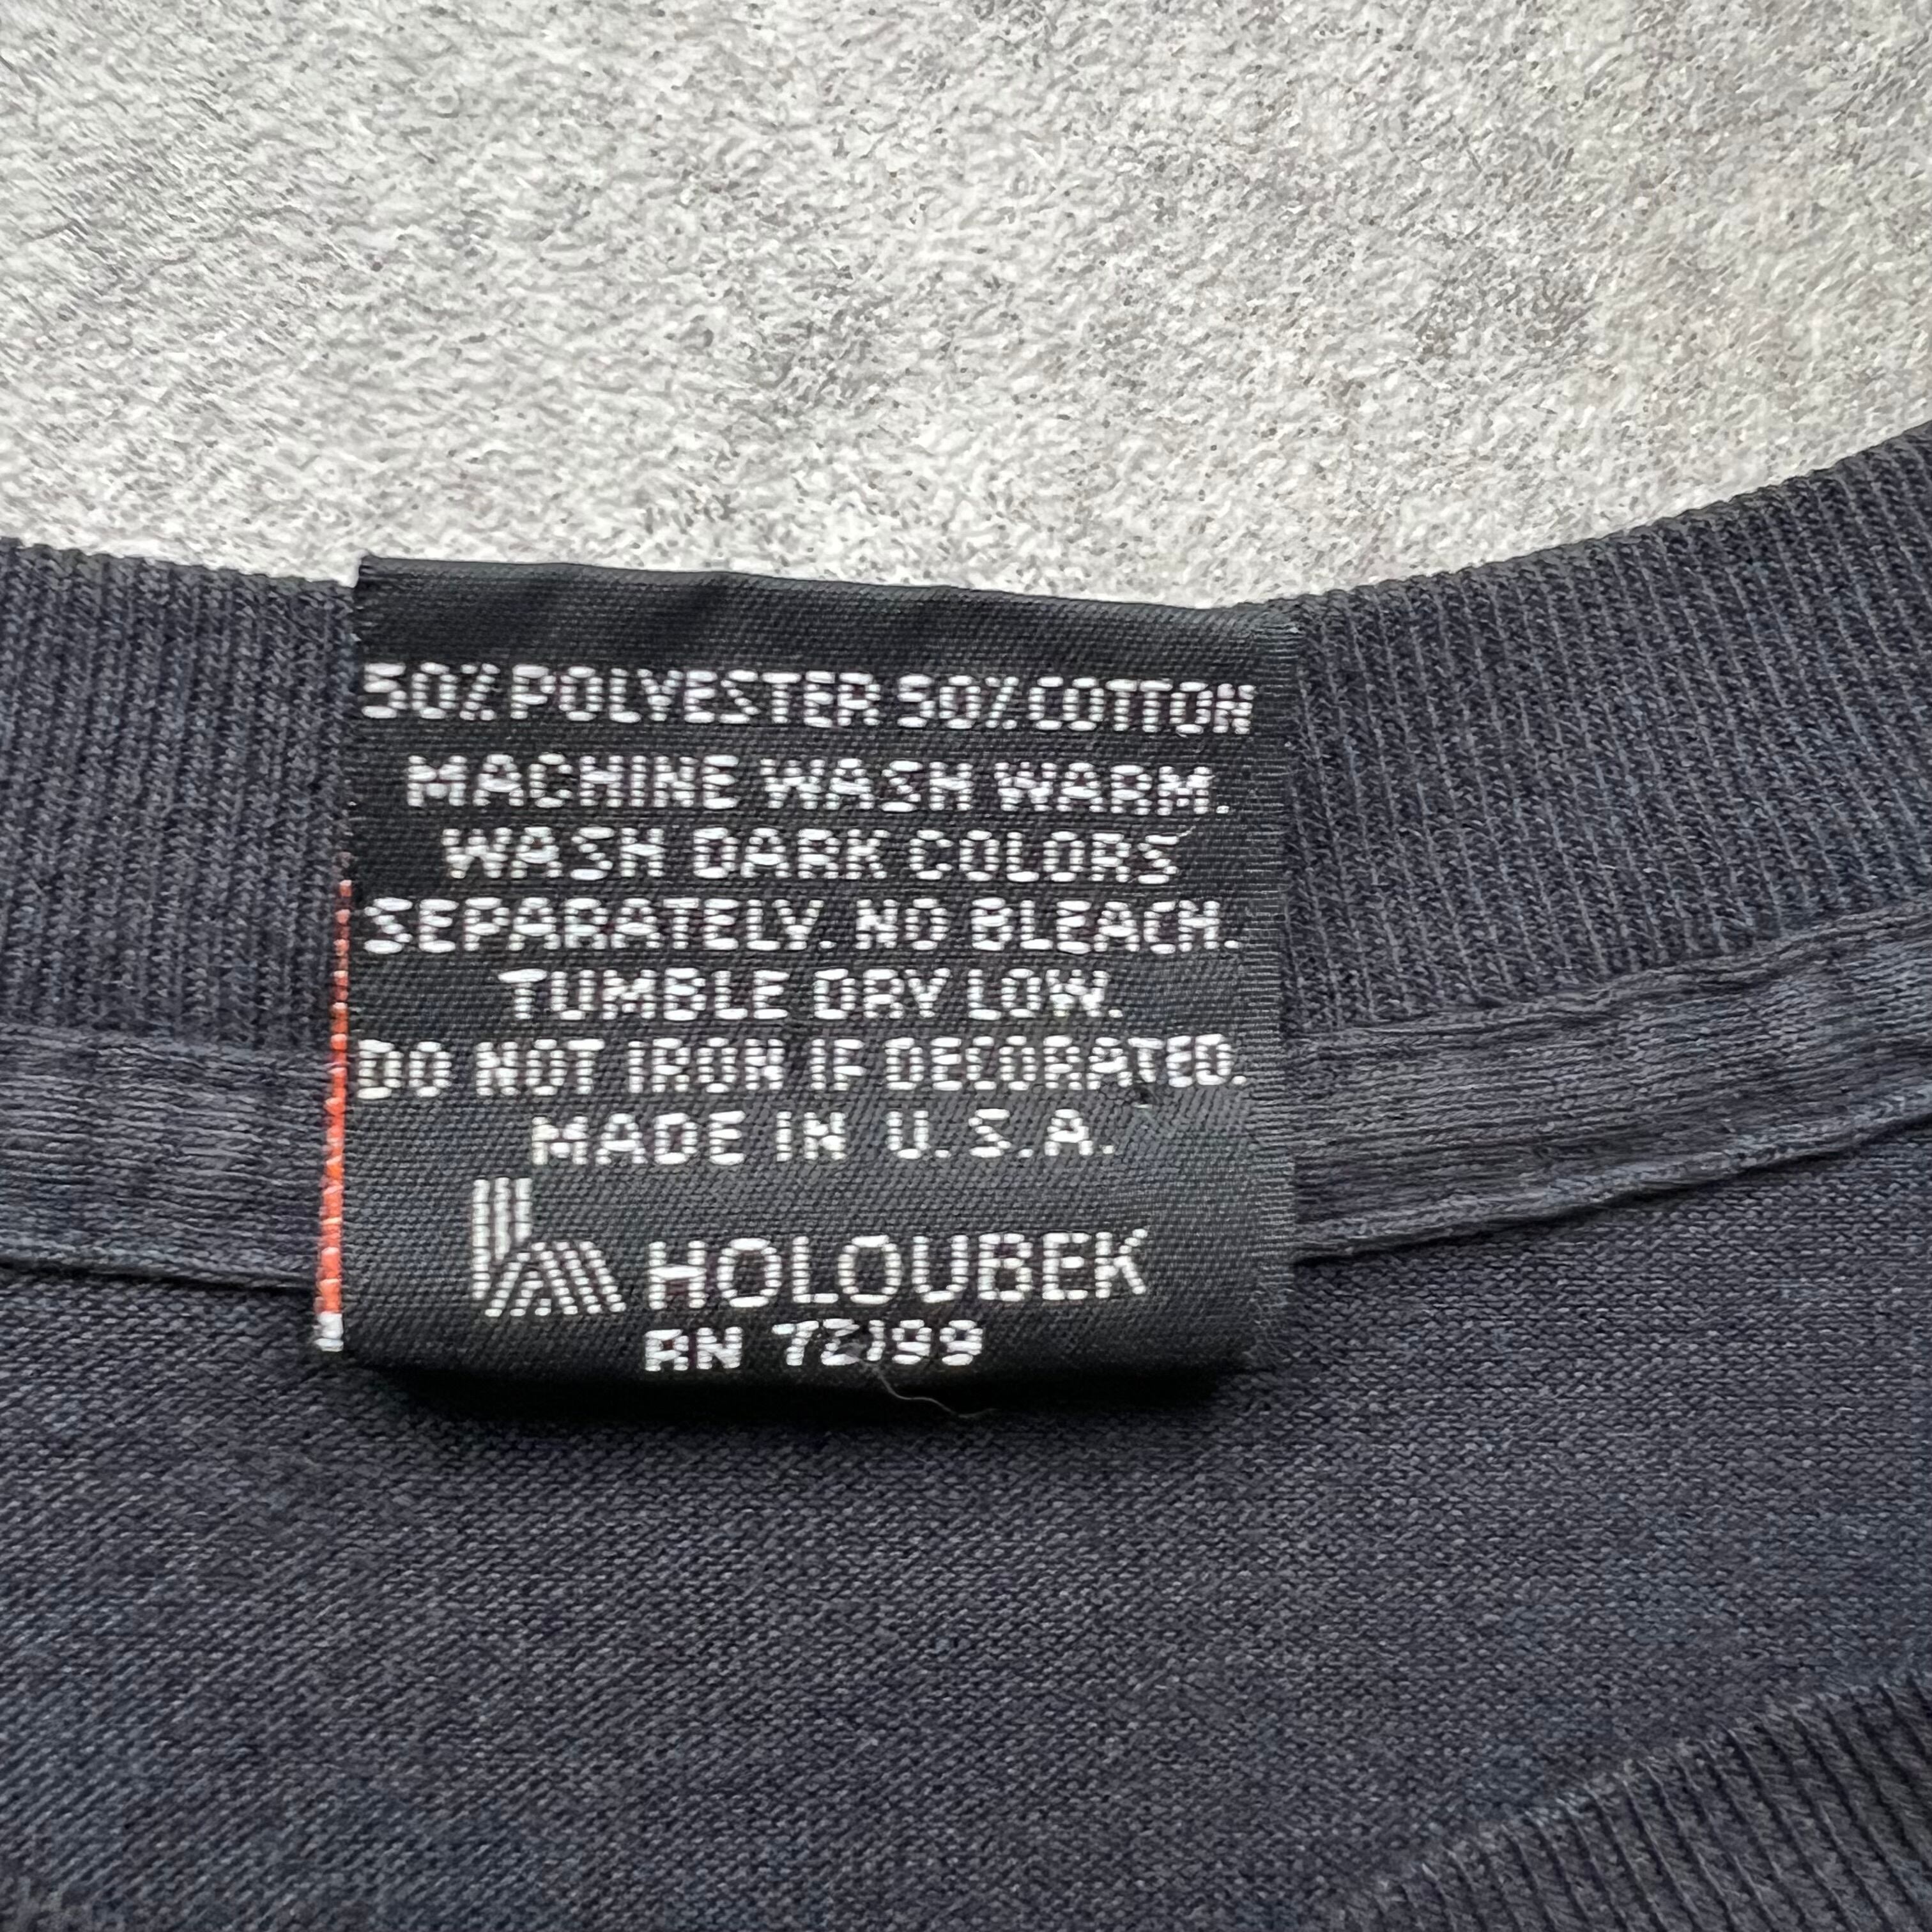 50% POLYESTER 50% COTTON
MACHINE WASH WARM.
WASH DARK COLORS
SEPARATELY. NO BLEACH.
TUMBLE DRY LOW.
DO NOT IRON IF DECORATED.
MADE IN U.S.A.
HOLOUBEK
RN 72199